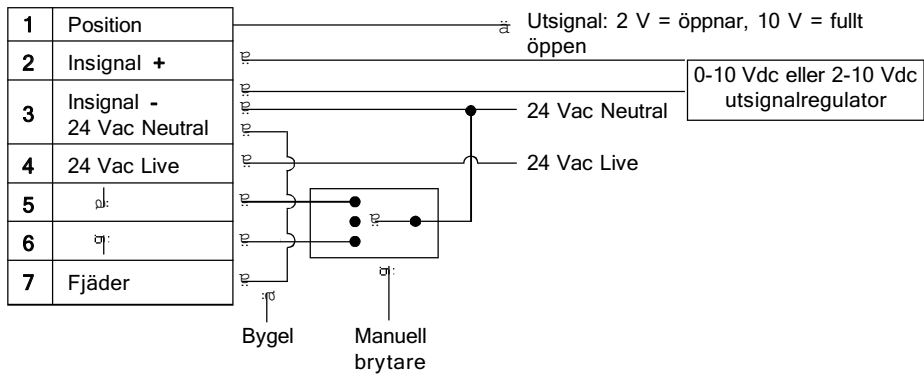 1 Position
Utsignal: 2 V = öppnar, 10 V = fullt
öppen
2 Insignal +
0-10 Vdc eller 2-10 Vdc
utsignalregulator
3 Insignal -
24 Vac Neutral
24 Vac Neutral
4 24 Vac Live
24 Vac Live
5
6
7 Fjäder
Bygel
Manuell
brytare